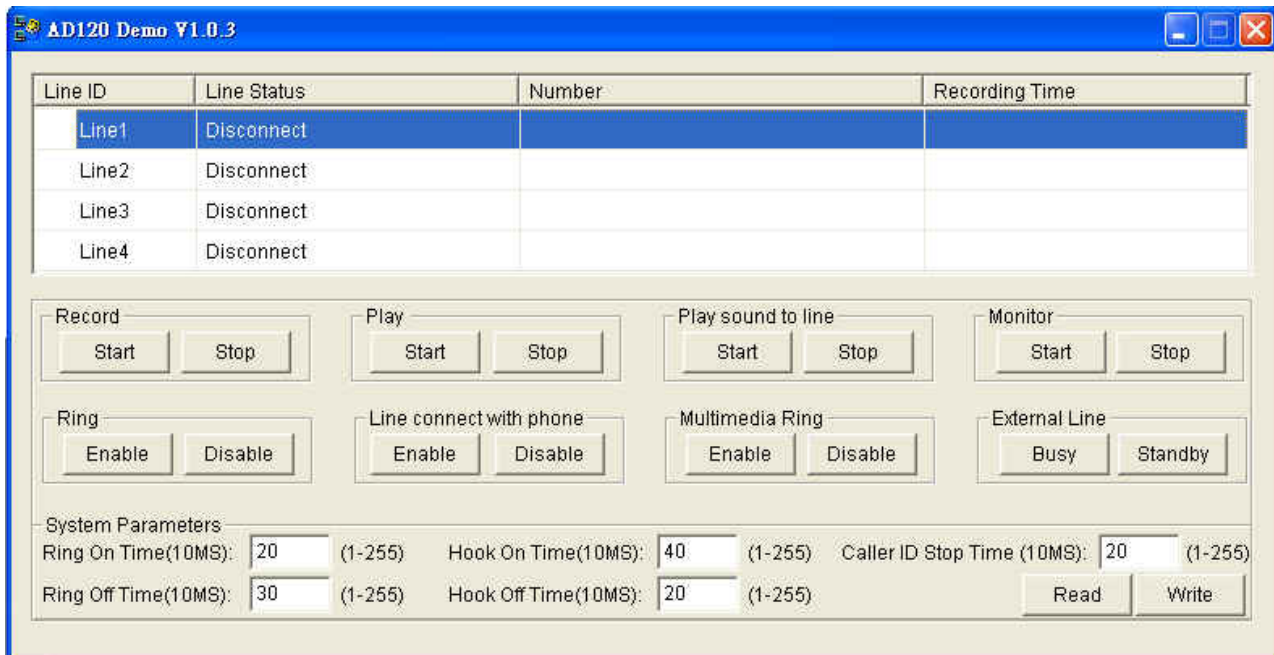 AD120 Demo V1.0.3
Line ID Line Status Number Recording Time
Line1 Disconnect
Line2 Disconnect
Line3 Disconnect
Line4 Disconnect
Record Play Play sound to line Monitor
Start Stop Start Stop Start Stop Start Stop
Ring Line connect with phone Multimedia Ring External Line
Enable Disable Enable Disable Enable Disable Busy Standby
System Parameters
Ring On Time(10MS): 20 (1-255) Hook On Time(10MS): 40 (1-255) Caller ID Stop Time (10MS): 20 (1-255)
Ring Off Time(10MS): 30 (1-255) Hook Off Time(10MS): 20 (1-255) Read Write